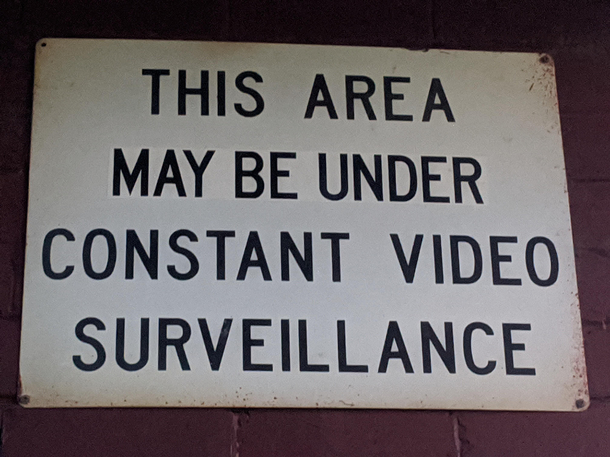 THIS AREA
MAY BE UNDER
CONSTANT VIDEO
SURVEILLANCE